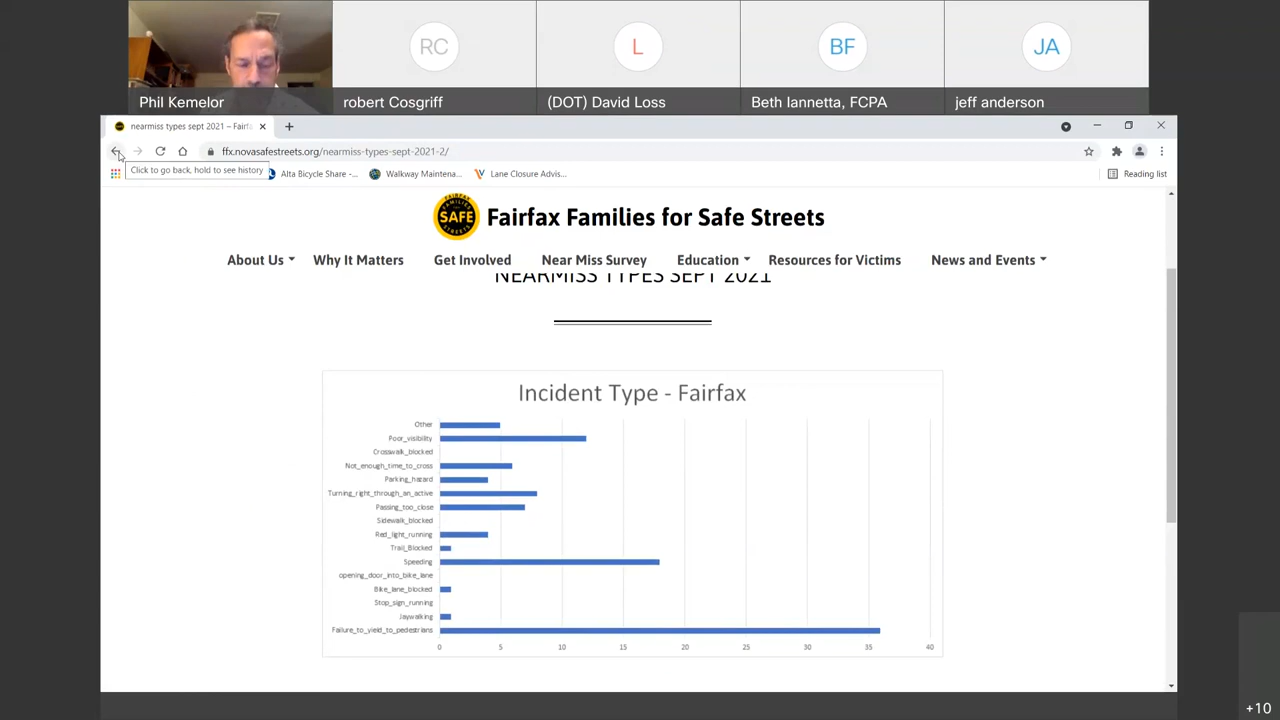 RC
L
BF
JA
Phil Kemelor
robert Cosgriff
(DOT) David Loss
Beth Iannetta, FCPA
jeff anderson
nearmiss types sept 2021 – Fairfa
ffx.novasafestreets.org/nearmiss-types-sept-2021-2/
Click to go back, hold to see history
Alta Bicycle Share -...
Walkway Maintena...
Lane Closure Advis...
Reading list
SAFE
Fairfax Families for Safe Streets
About Us
Why It Matters
Get Involved
Near Miss Survey
Education
Resources for Victims
News and Events
NEARMISS TYPES SEPT 2021
Incident Type - Fairfax
Other
Poor_visibility
Crosswalk_blocked
Not_enough_time_to_cross
Parking_hazard
Turning_right_through_an_active
Passing_too_close
Sidewalk_blocked
Red_light_running
Trail_Blocked
Speeding
opening_door_into_bike_lane
Bike_lane_blocked
Stop_sign_running
Jaywalking
Failure_to_yield_to_pedestrians
0 5 10 15 20 25 30 35 40
+10